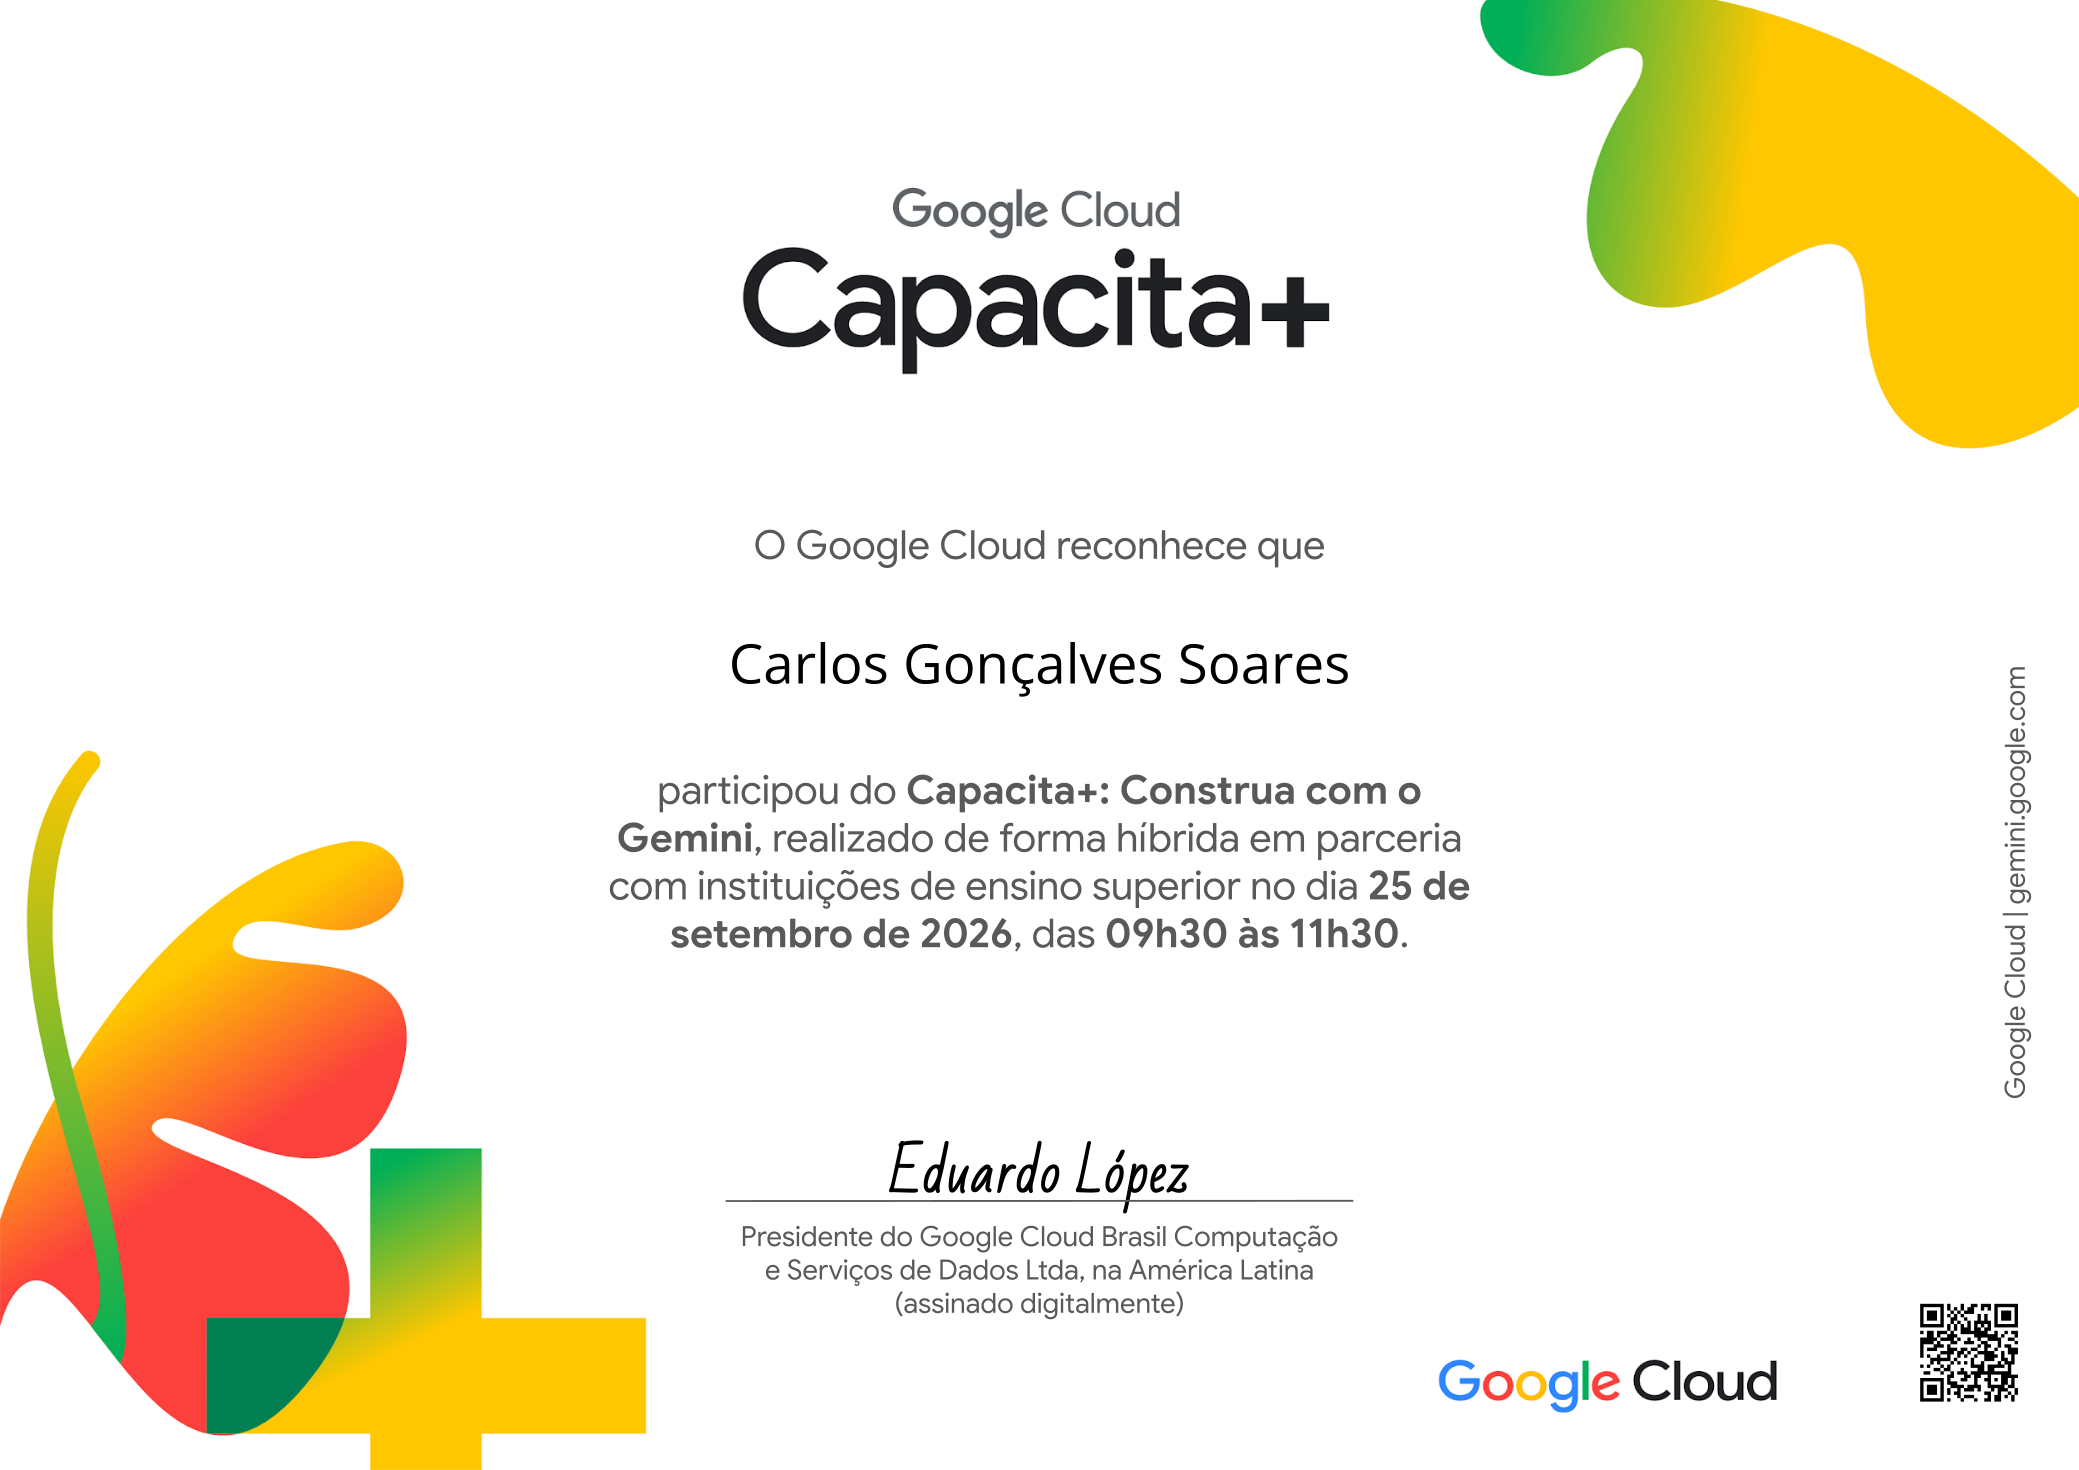 Google Cloud
Capacita+
O Google Cloud reconhece que
Carlos Gonçalves Soares
participou do Capacita+: Construa com o
Gemini, realizado de forma híbrida em parceria
com instituições de ensino superior no dia 25 de
setembro de 2026, das 09h30 às 11h30.
Google Cloud | gemini.google.com
Eduardo López
Presidente do Google Cloud Brasil Computação
e Serviços de Dados Ltda, na América Latina
(assinado digitalmente)
Google Cloud